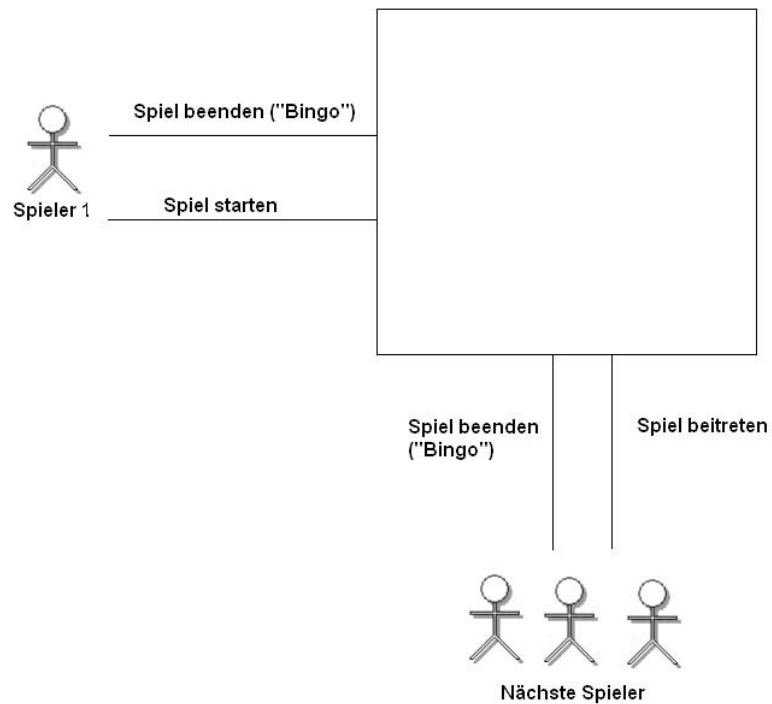 Spiel beenden ("Bingo")
Spieler 1
Spiel starten
Spiel beenden
("Bingo")
Spiel beitreten
Nächste Spieler